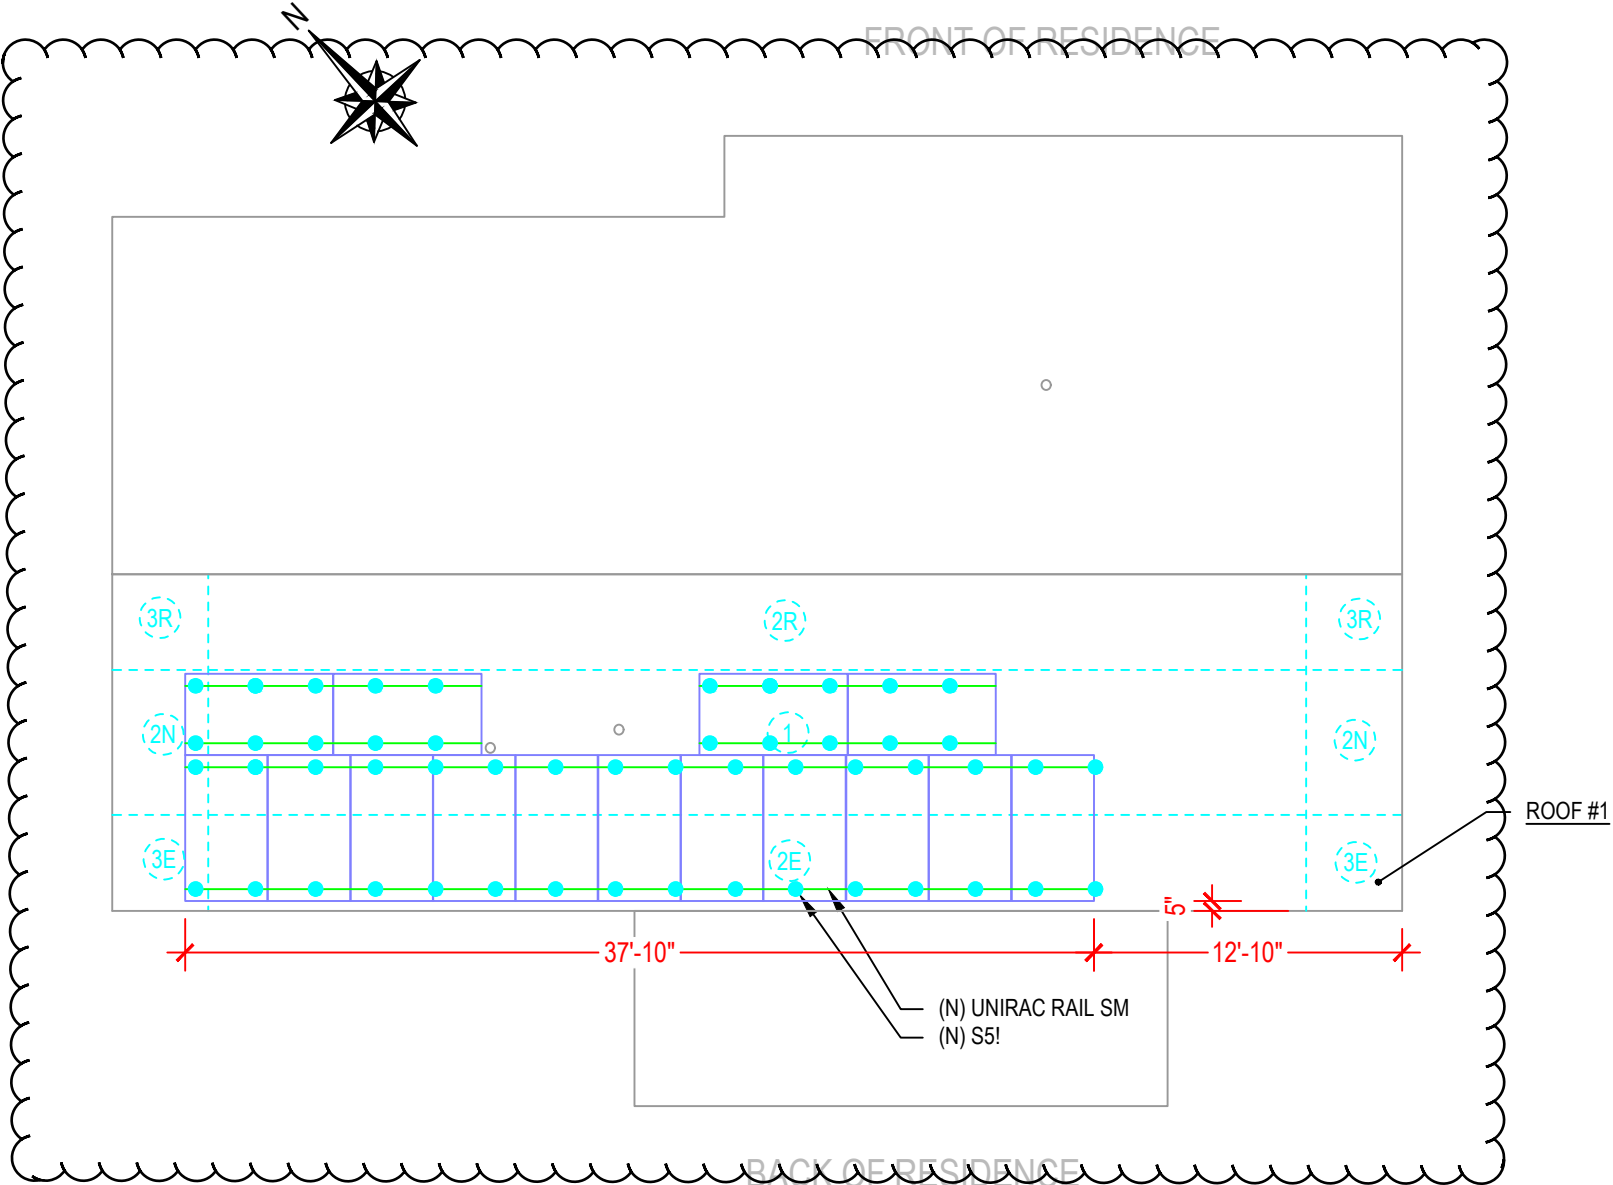 N
FRONT OF RESIDENCE
3R
2R
3R
2N
1
2N
ROOF #1
3E
2E
3E
5"
37'-10"
12'-10"
(N) UNIRAC RAIL SM
(N) S5!
BACK OF RESIDENCE